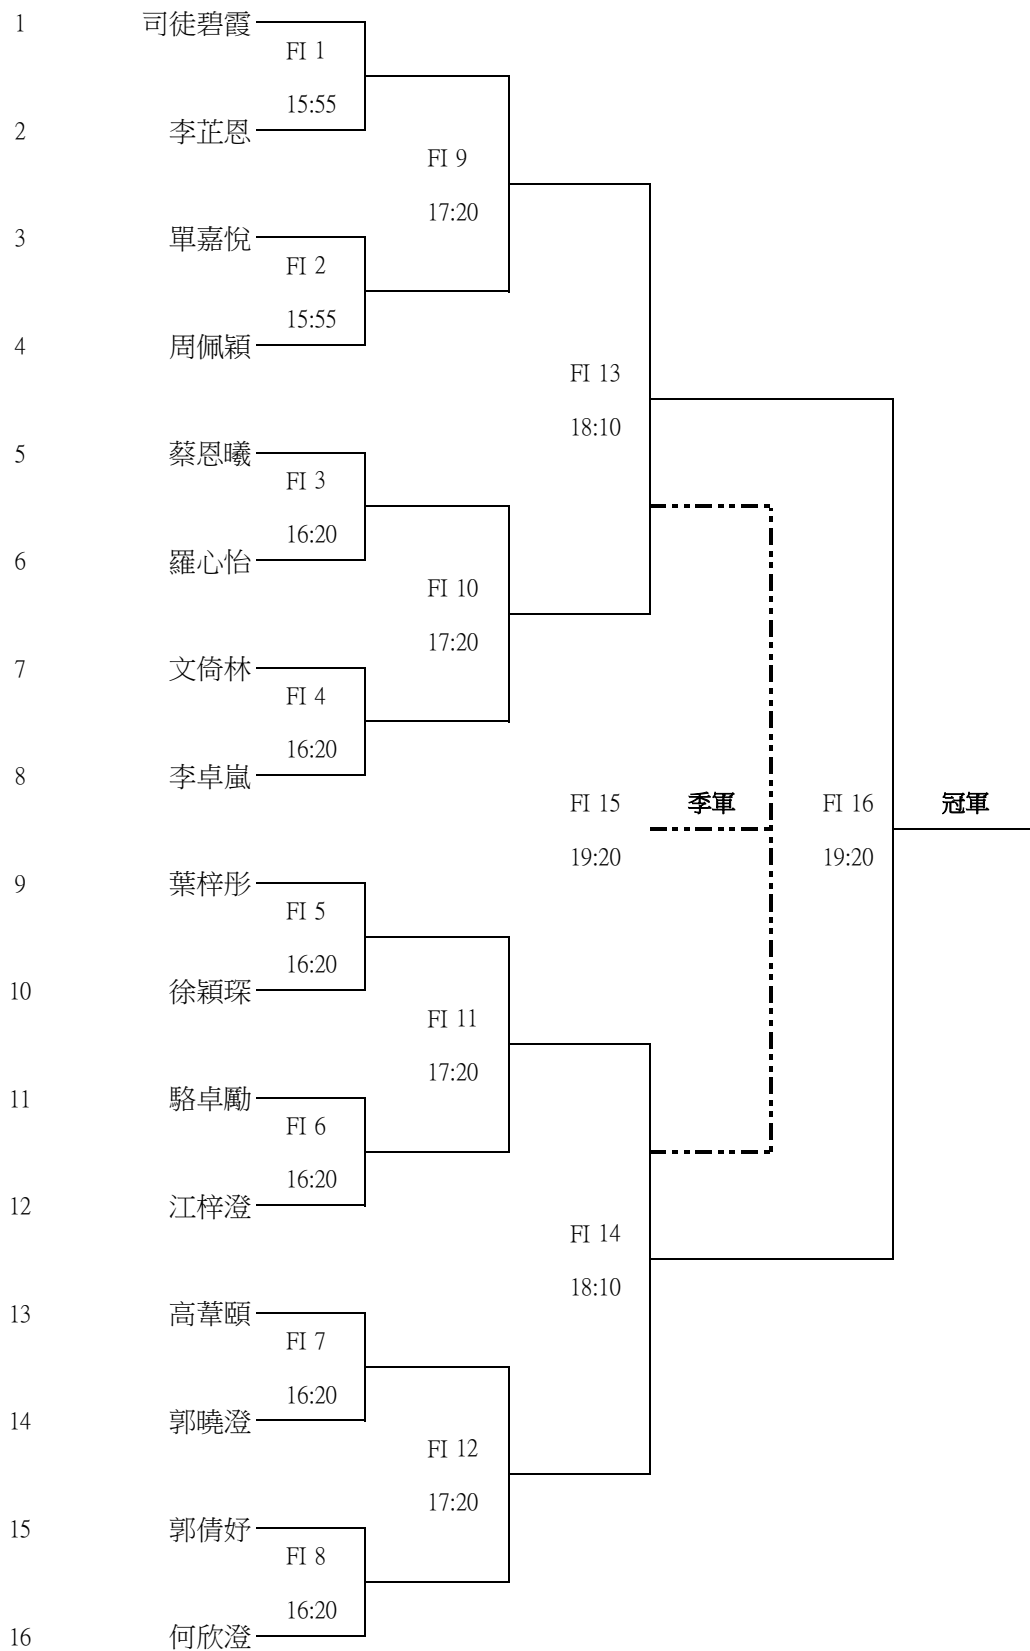 1 司徒碧霞
FI 1
15:55
2 李芷恩
FI 9
17:20
3 單嘉悅
FI 2
15:55
4 周佩穎
FI 13
18:10
5 蔡恩曦
FI 3
16:20
6 羅心怡
FI 10
17:20
7 文倚林
FI 4
16:20
8 李卓嵐
FI 15 季軍 FI 16 冠軍
19:20 19:20
9 葉梓彤
FI 5
16:20
10 徐穎琛
FI 11
17:20
11 駱卓勵
FI 6
16:20
12 江梓澄
FI 14
18:10
13 高葦頤
FI 7
16:20
14 郭曉澄
FI 12
17:20
15 郭倩妤
FI 8
16:20
16 何欣澄